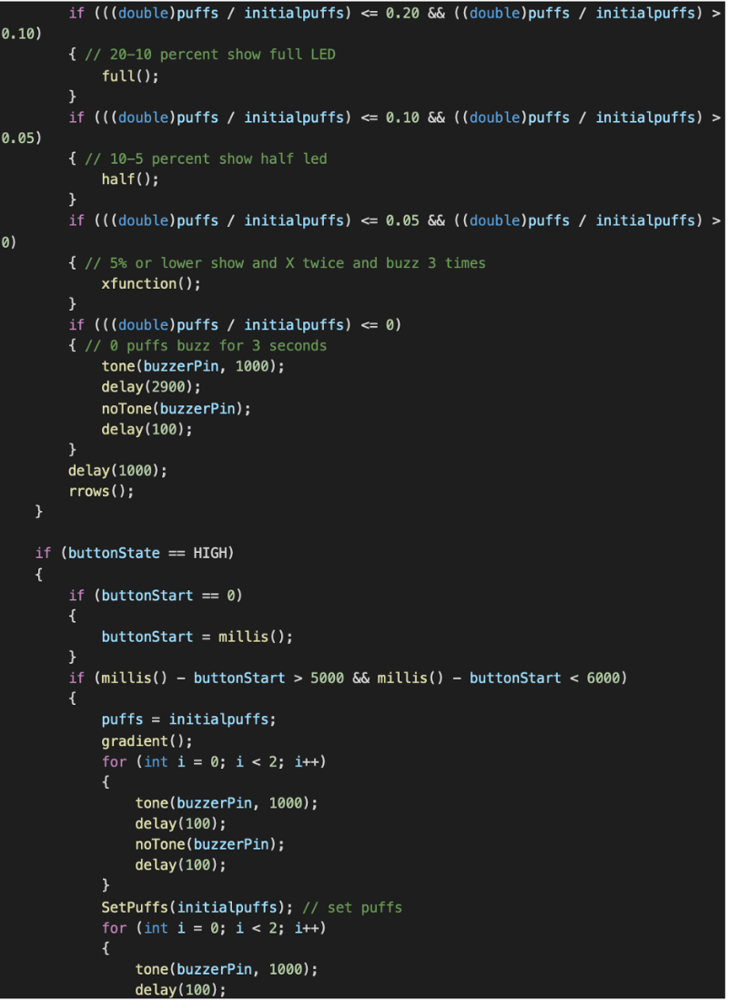 if (((double)puffs / initialpuffs) <= 0.20 && ((double)puffs / initialpuffs) >
0.10)
        { // 20-10 percent show full LED
            full();
        }
        if (((double)puffs / initialpuffs) <= 0.10 && ((double)puffs / initialpuffs) >
0.05)
        { // 10-5 percent show half led
            half();
        }
        if (((double)puffs / initialpuffs) <= 0.05 && ((double)puffs / initialpuffs) >
0)
        { // 5% or lower show and X twice and buzz 3 times
            xfunction();
        }
        if (((double)puffs / initialpuffs) <= 0)
        { // 0 puffs buzz for 3 seconds
            tone(buzzerPin, 1000);
            delay(2900);
            noTone(buzzerPin);
            delay(100);
        }
        delay(1000);
        rrows();
    }

    if (buttonState == HIGH)
    {
        if (buttonStart == 0)
        {
            buttonStart = millis();
        }
        if (millis() - buttonStart > 5000 && millis() - buttonStart < 6000)
        {
            puffs = initialpuffs;
            gradient();
            for (int i = 0; i < 2; i++)
            {
                tone(buzzerPin, 1000);
                delay(100);
                noTone(buzzerPin);
                delay(100);
            }
            SetPuffs(initialpuffs); // set puffs
            for (int i = 0; i < 2; i++)
            {
                tone(buzzerPin, 1000);
                delay(100);